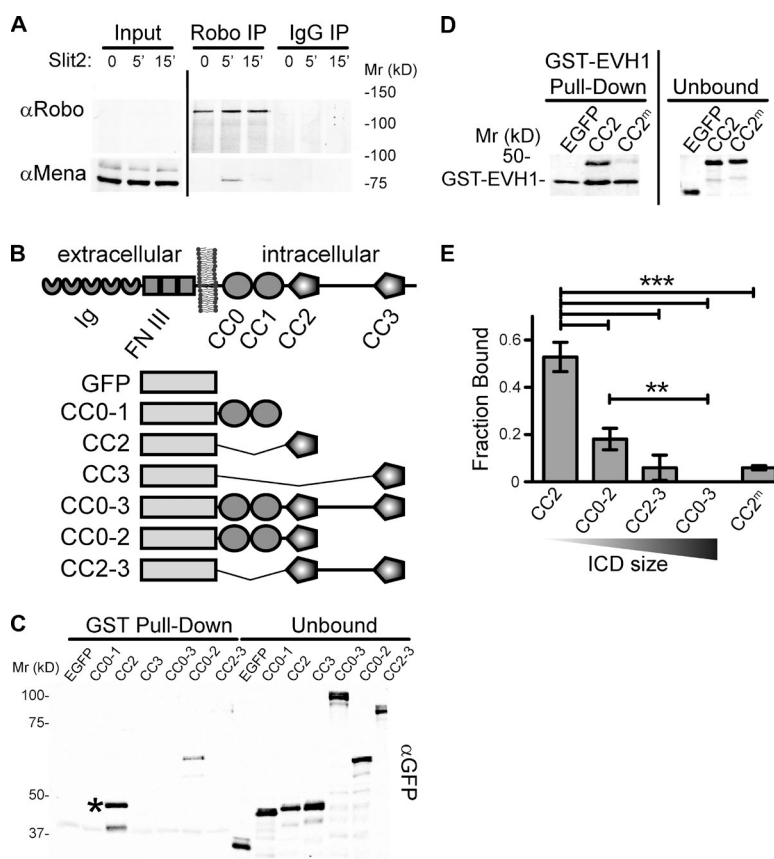 A
Input
Robo IP
IgG IP
Slit2:
0 5' 15' 0 5' 15' 0 5' 15'
Mr (kD)
αRobo
-150
-100
αMena
-100
-75
B
extracellular
intracellular
Ig
FN III
CC0
CC1
CC2
CC3
GFP
CC0-1
CC2
CC3
CC0-3
CC0-2
CC2-3
C
GST Pull-Down
Unbound
Mr (kD)
EGFP CC0-1 CC2 CC3 CC0-3 CC0-2 CC2-3 EGFP CC0-1 CC2 CC3 CC0-3 CC0-2 CC2-3
100-
75-
50-
*
37-
αGFP
D
GST-EVH1
Pull-Down
Unbound
Mr (kD)
EGFP CC2 CC2ᵐ EGFP CC2 CC2ᵐ
50-
GST-EVH1-
E
***
**
Fraction Bound
0.6
0.4
0.2
0
CC2 CC0-2 CC2-3 CC0-3 CC2ᵐ
ICD size